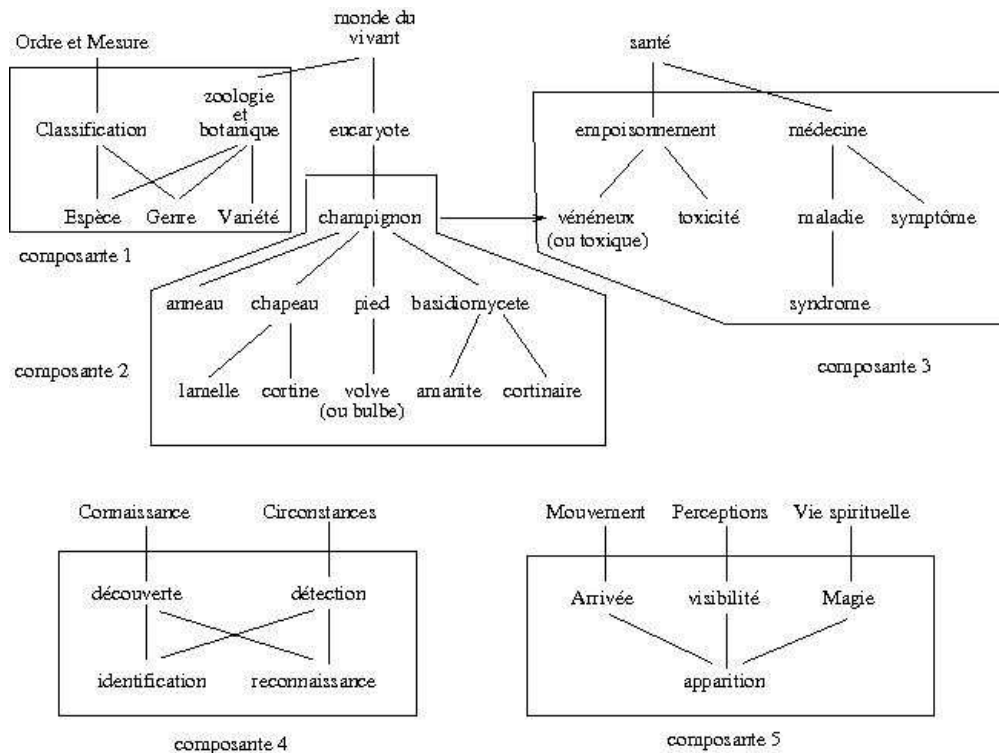 monde du
vivant
Ordre et Mesure
santé
zoologie
et
botanique
Classification
eucaryote
empoisonnement
médecine
Espèce
Genre
Variété
champignon
vénéneux
(ou toxique)
toxicité
maladie
symptôme
composante 1
anneau
chapeau
pied
basidiomycete
syndrome
composante 2
lamelle
cortine
volve
(ou bulbe)
amanite
cortinaire
composante 3
Connaissance
Circonstances
Mouvement
Perceptions
Vie spirituelle
découverte
détection
Arrivée
visibilité
Magie
identification
reconnaissance
apparition
composante 4
composante 5